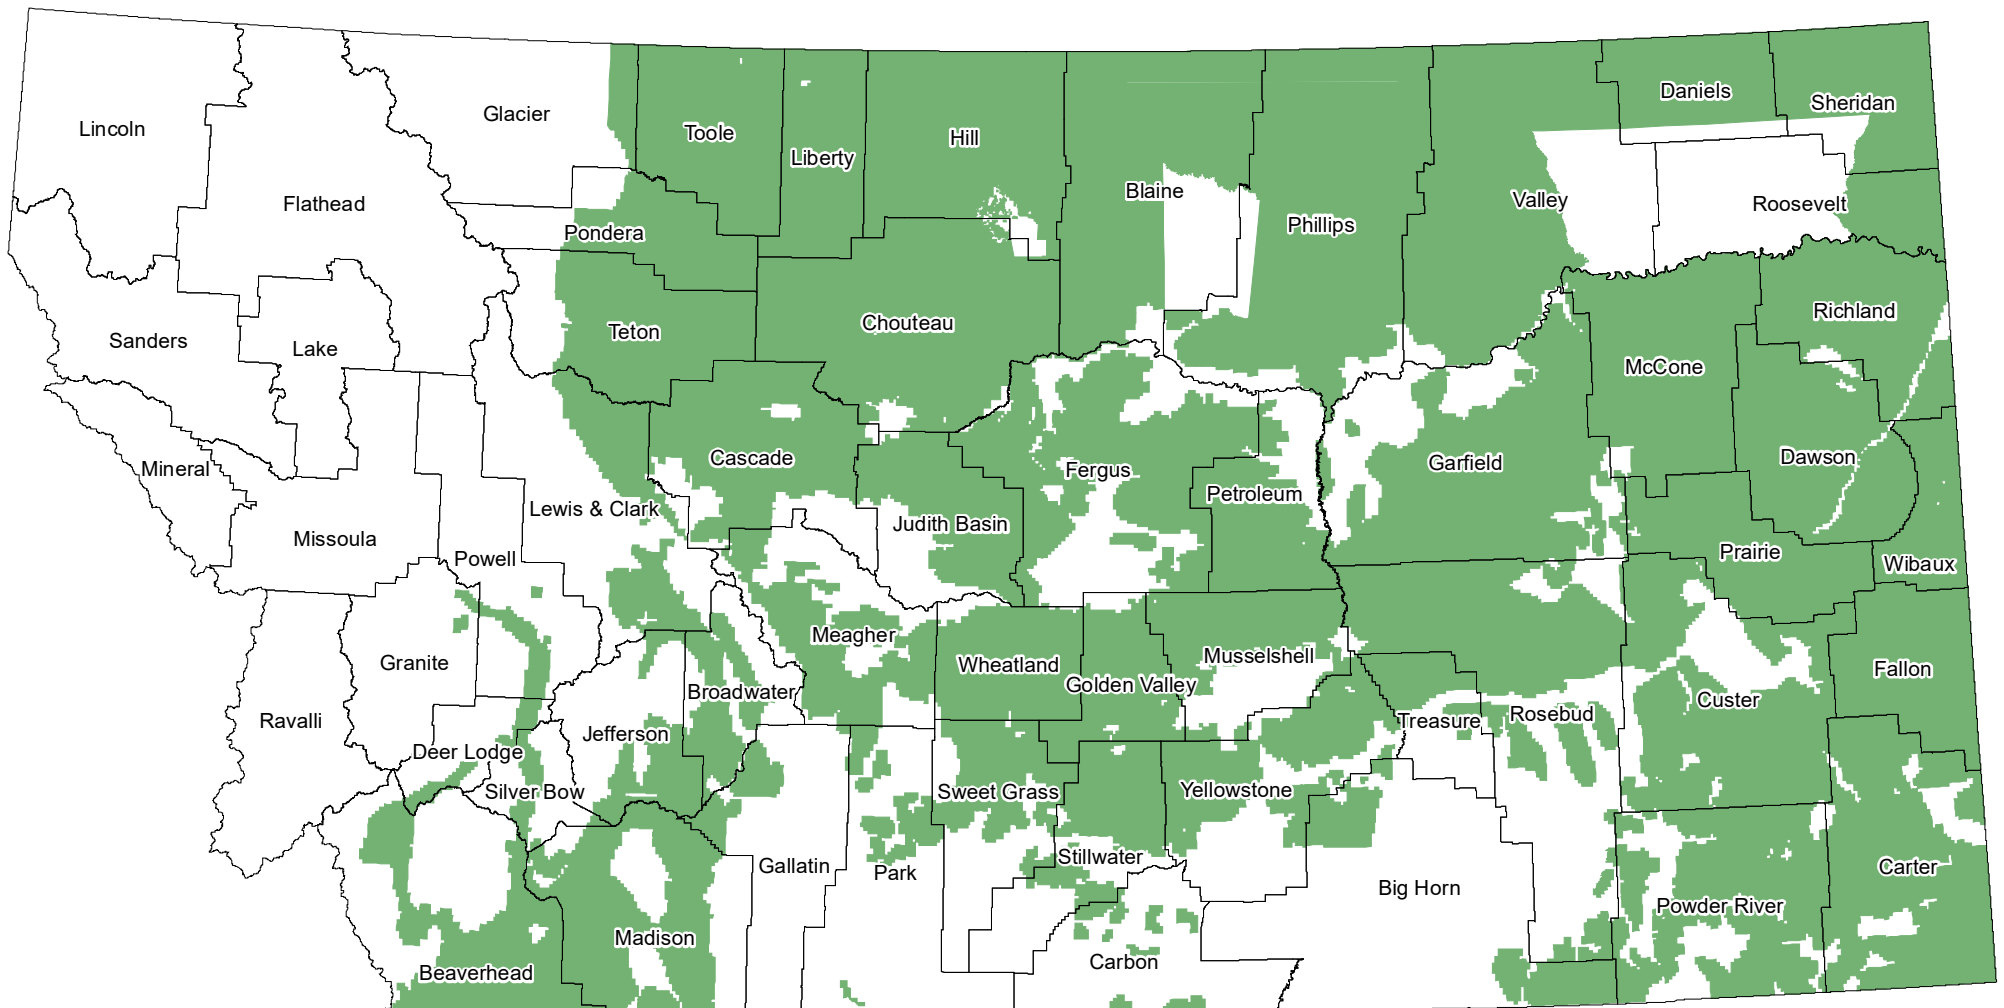 Daniels
Sheridan
Glacier
Lincoln
Toole
Hill
Liberty
Blaine
Valley
Roosevelt
Flathead
Phillips
Pondera
Richland
Chouteau
Teton
Sanders
Lake
McCone
Cascade
Dawson
Garfield
Mineral
Fergus
Petroleum
Lewis & Clark
Judith Basin
Missoula
Prairie
Powell
Wibaux
Meagher
Musselshell
Granite
Wheatland
Fallon
Golden Valley
Broadwater
Custer
Rosebud
Ravalli
Treasure
Jefferson
Deer Lodge
Yellowstone
Silver Bow
Sweet Grass
Stillwater
Gallatin
Carter
Park
Big Horn
Powder River
Madison
Carbon
Beaverhead